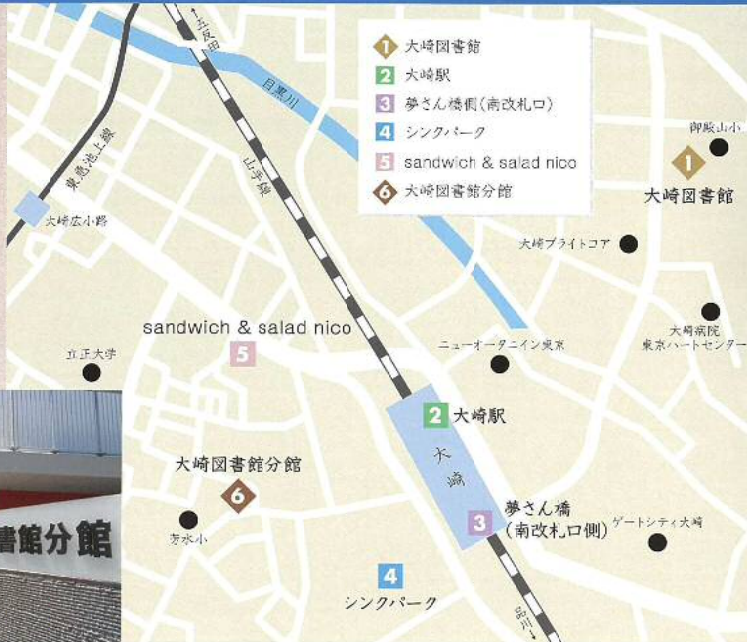 1 大崎図書館
2 大崎駅
3 夢さん橋側(南改札口)
4 シンクパーク
5 sandwich & salad nico
6 大崎図書館分館
←五反田
目黒川
山手線
東急池上線
大崎広小路
御殿山小
1
大崎図書館
大崎ブライトコア
大崎病院
東京ハートセンター
ニューオータニイン東京
sandwich & salad nico
5
立正大学
2 大崎駅
大崎
大崎図書館分館
6
芳水小
3
夢さん橋
(南改札口側)
ゲートシティ大崎
4
シンクパーク
品川→
書館分館